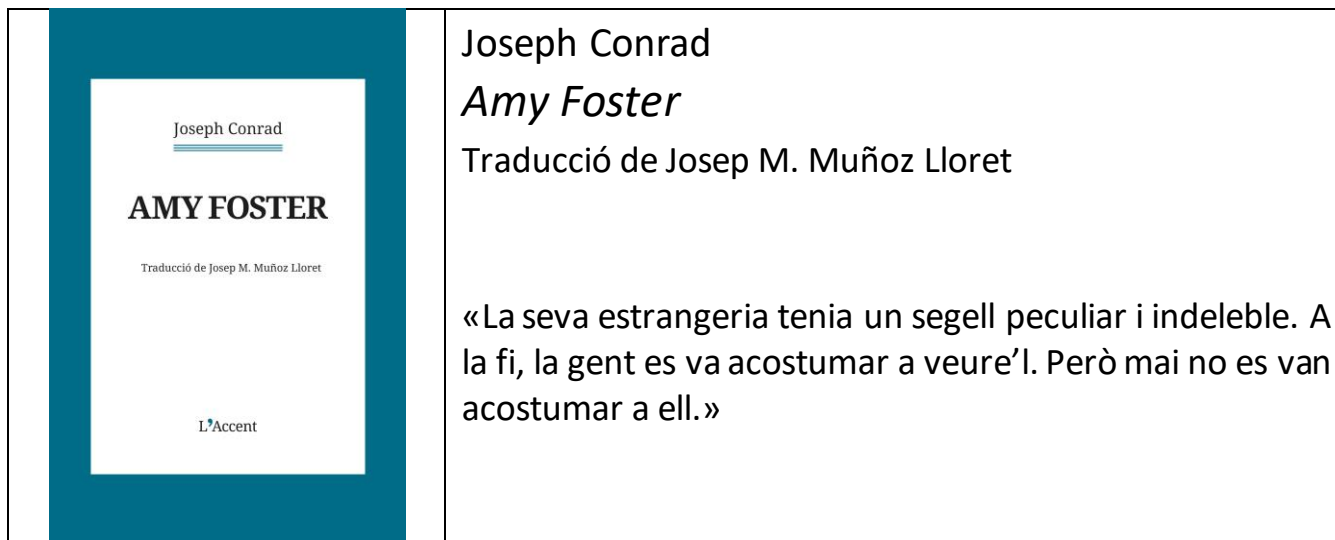 Joseph Conrad
AMY FOSTER
Traducció de Josep M. Muñoz Lloret
L'Accent
Joseph Conrad
Amy Foster
Traducció de Josep M. Muñoz Lloret
«La seva estrangeria tenia un segell peculiar i indeleble. A
la fi, la gent es va acostumar a veure’l. Però mai no es van
acostumar a ell.»